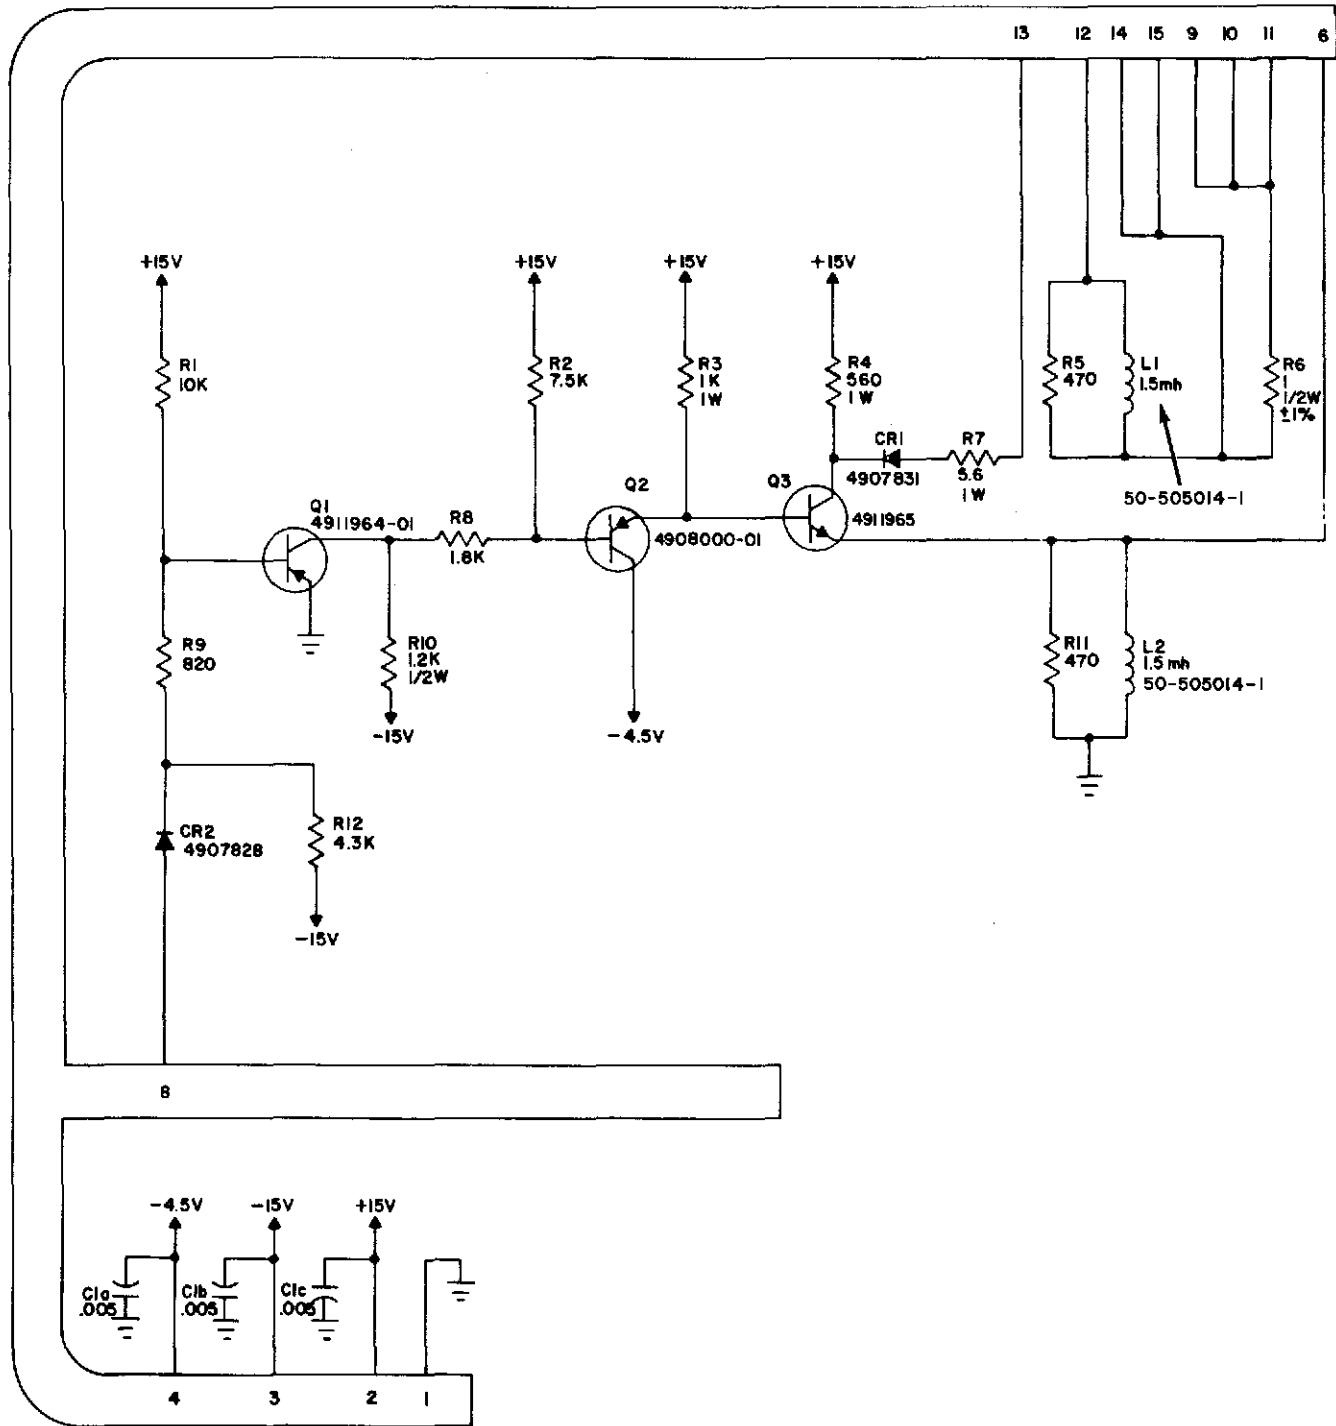 13 12 14 15 9 10 11 6
+15V
+15V
+15V
+15V
R1
10K
R2
7.5K
R3
1K
1W
R4
560
1W
R5
470
L1
1.5mh
R6
1
1/2W
±1%
CR1
4907831
R7
5.6
1W
50-505014-1
Q1
4911964-01
R8
1.8K
Q2
4908000-01
Q3
4911965
R9
820
R10
1.2K
1/2W
-15V
-4.5V
R11
470
L2
1.5mh
50-505014-1
CR2
4907828
R12
4.3K
-15V
8
-4.5V
-15V
+15V
C1a
.005
C1b
.005
C1c
.005
4 3 2 1